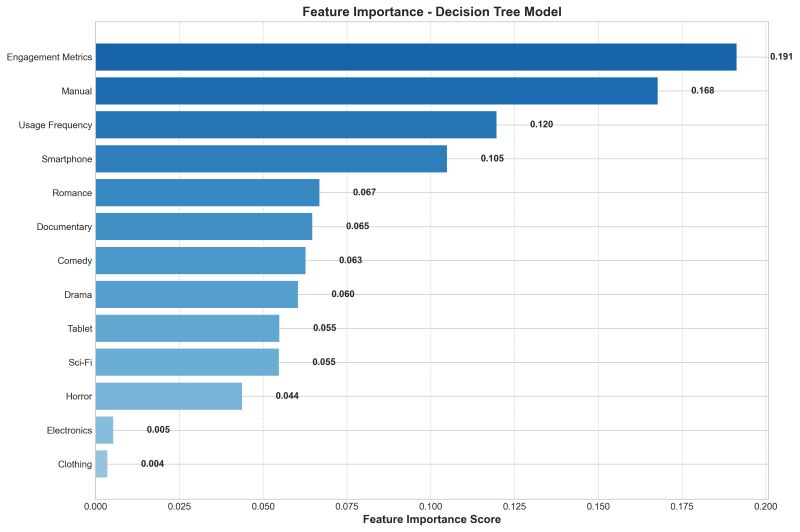 Feature Importance - Decision Tree Model
Engagement Metrics 0.191
Manual 0.168
Usage Frequency 0.120
Smartphone 0.105
Romance 0.067
Documentary 0.065
Comedy 0.063
Drama 0.060
Tablet 0.055
Sci-Fi 0.055
Horror 0.044
Electronics 0.005
Clothing 0.004
0.000 0.025 0.050 0.075 0.100 0.125 0.150 0.175 0.200
Feature Importance Score